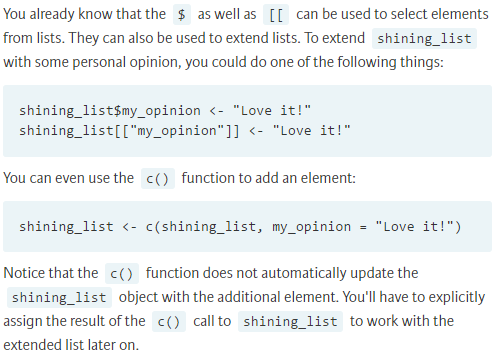 You already know that the $ as well as [[ can be used to select elements
from lists. They can also be used to extend lists. To extend shining_list
with some personal opinion, you could do one of the following things:
shining_list$my_opinion <- "Love it!"
shining_list[["my_opinion"]] <- "Love it!"
You can even use the c() function to add an element:
shining_list <- c(shining_list, my_opinion = "Love it!")
Notice that the c() function does not automatically update the
shining_list object with the additional element. You'll have to explicitly
assign the result of the c() call to shining_list to work with the
extended list later on.